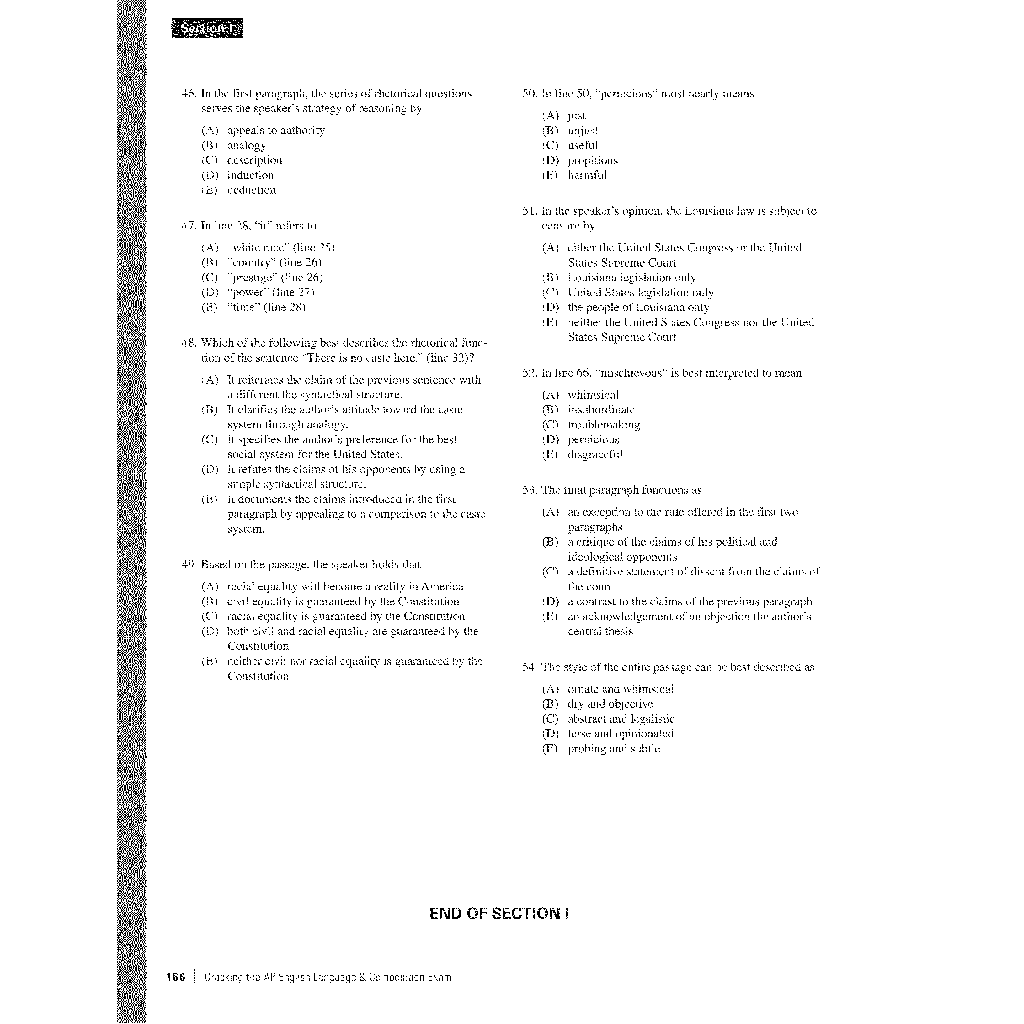 Section I
46. In the first paragraph, the series of rhetorical questions
serves the speaker's strategy of reasoning by
(A) appeals to authority
(B) analogy
(C) description
(D) induction
(E) deduction
47. In line 28, "it" refers to
(A) "white race" (line 25)
(B) "country" (line 26)
(C) "prestige" (line 26)
(D) "power" (line 27)
(E) "time" (line 28)
48. Which of the following best describes the rhetorical func-
tion of the sentence "There is no caste here." (line 32)?
(A) It reiterates the claim of the previous sentence with
a different the syntactical structure.
(B) It clarifies the author's attitude toward the caste
system through analogy.
(C) It specifies the author's preference for the best
social system for the United States.
(D) It refutes the claims of his opponents by using a
simple syntactical structure.
(E) It documents the claims introduced in the first
paragraph by appealing to a comparison to the caste
system.
49. Based on the passage, the speaker holds that
(A) racial equality will become a reality in America
(B) civil equality is guaranteed by the Constitution
(C) racial equality is guaranteed by the Constitution
(D) both civil and racial equality are guaranteed by the
Constitution
(E) neither civil nor racial equality is guaranteed by the
Constitution
50. In line 50, "pernicious" most nearly means
(A) just
(B) unjust
(C) useful
(D) propitious
(E) harmful
51. In the speaker's opinion, the Louisiana law is subject to
censure by
(A) either the United States Congress or the United
States Supreme Court
(B) Louisiana legislation only
(C) United States legislation only
(D) the people of Louisiana only
(E) neither the United States Congress nor the United
States Supreme Court
52. In line 66, "mischievous" is best interpreted to mean
(A) whimsical
(B) insubordinate
(C) troublemaking
(D) pernicious
(E) disgraceful
53. The final paragraph functions as
(A) an exception to the rule offered in the first two
paragraphs
(B) a critique of the claims of his political and
ideological opponents
(C) a definitive statement of dissent from the claims of
the court
(D) a contrast to the claims of the previous paragraph
(E) an acknowledgement of an objection the author's
central thesis
54. The style of the entire passage can be best described as
(A) ornate and whimsical
(B) dry and objective
(C) abstract and legalistic
(D) terse and opinionated
(E) probing and subtle
END OF SECTION I
166 | Cracking the AP English Language & Composition Exam